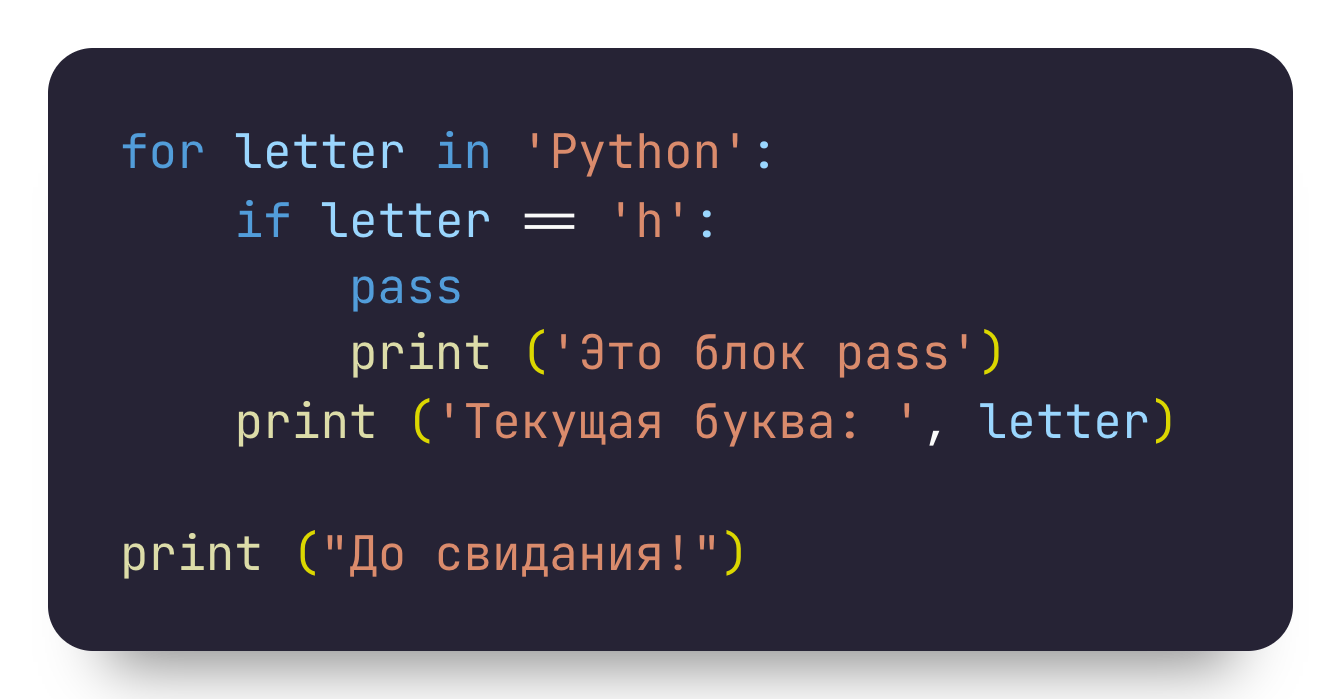 for letter in 'Python':
    if letter == 'h':
        pass
        print ('Это блок pass')
    print ('Текущая буква: ', letter)

print ("До свидания!")